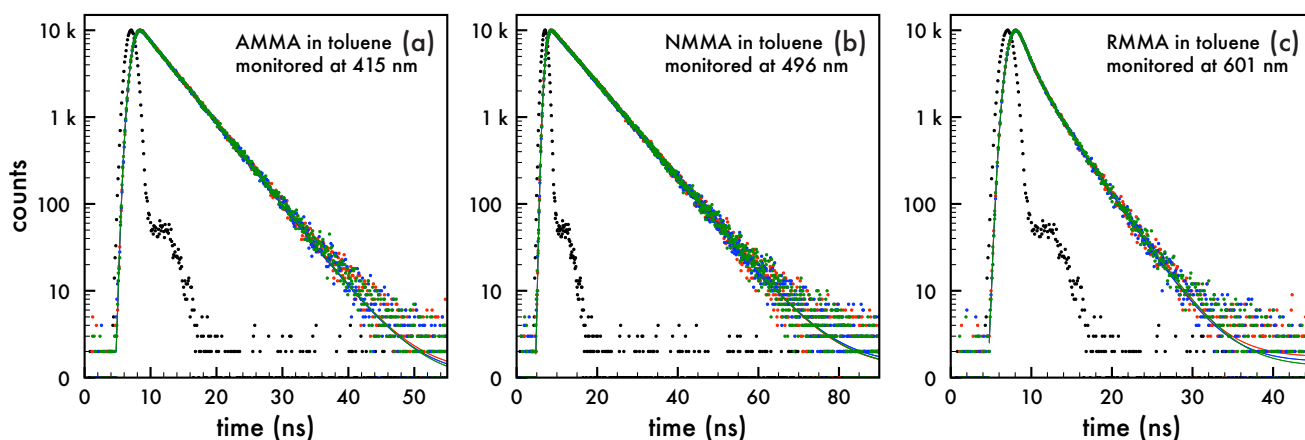 counts
10 k
1 k
100
10
0
AMMA in toluene (a)
monitored at 415 nm
0 10 20 30 40 50
time (ns)
10 k
1 k
100
10
0
NMMA in toluene (b)
monitored at 496 nm
0 20 40 60 80
time (ns)
10 k
1 k
100
10
0
RMMA in toluene (c)
monitored at 601 nm
0 10 20 30 40
time (ns)